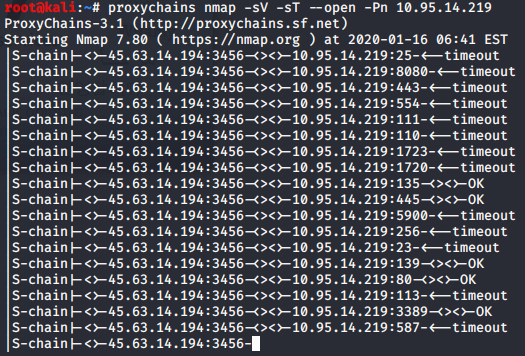 root@kali:~# proxychains nmap -sV -sT --open -Pn 10.95.14.219
ProxyChains-3.1 (http://proxychains.sf.net)
Starting Nmap 7.80 ( https://nmap.org ) at 2020-01-16 06:41 EST
|S-chain|-<>-45.63.14.194:3456-<><>-10.95.14.219:25-<--timeout
|S-chain|-<>-45.63.14.194:3456-<><>-10.95.14.219:8080-<--timeout
|S-chain|-<>-45.63.14.194:3456-<><>-10.95.14.219:443-<--timeout
|S-chain|-<>-45.63.14.194:3456-<><>-10.95.14.219:554-<--timeout
|S-chain|-<>-45.63.14.194:3456-<><>-10.95.14.219:111-<--timeout
|S-chain|-<>-45.63.14.194:3456-<><>-10.95.14.219:110-<--timeout
|S-chain|-<>-45.63.14.194:3456-<><>-10.95.14.219:1723-<--timeout
|S-chain|-<>-45.63.14.194:3456-<><>-10.95.14.219:1720-<--timeout
|S-chain|-<>-45.63.14.194:3456-<><>-10.95.14.219:135-<><>-OK
|S-chain|-<>-45.63.14.194:3456-<><>-10.95.14.219:445-<><>-OK
|S-chain|-<>-45.63.14.194:3456-<><>-10.95.14.219:5900-<--timeout
|S-chain|-<>-45.63.14.194:3456-<><>-10.95.14.219:256-<--timeout
|S-chain|-<>-45.63.14.194:3456-<><>-10.95.14.219:23-<--timeout
|S-chain|-<>-45.63.14.194:3456-<><>-10.95.14.219:139-<><>-OK
|S-chain|-<>-45.63.14.194:3456-<><>-10.95.14.219:80-<><>-OK
|S-chain|-<>-45.63.14.194:3456-<><>-10.95.14.219:113-<--timeout
|S-chain|-<>-45.63.14.194:3456-<><>-10.95.14.219:3389-<><>-OK
|S-chain|-<>-45.63.14.194:3456-<><>-10.95.14.219:587-<--timeout
|S-chain|-<>-45.63.14.194:3456-